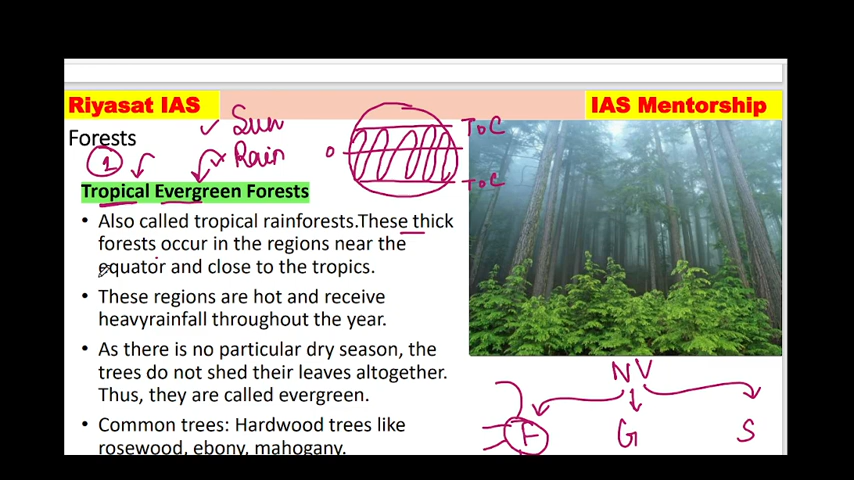 Riyasat IAS
IAS Mentorship
Sun
Forests
Rain
1
0
ToC
ToC
Tropical Evergreen Forests
Also called tropical rainforests.These thick
forests occur in the regions near the
equator and close to the tropics.
These regions are hot and receive
heavyrainfall throughout the year.
As there is no particular dry season, the
trees do not shed their leaves altogether.
Thus, they are called evergreen.
Common trees: Hardwood trees like
rosewood, ebony, mahogany.
NV
F G S